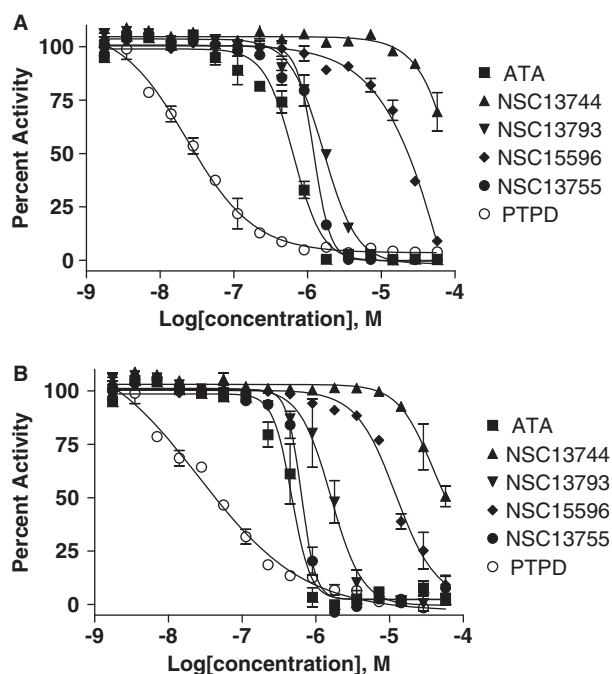 A
100
75
50
25
0
Percent Activity
-9 -8 -7 -6 -5 -4
Log[concentration], M
ATA
NSC13744
NSC13793
NSC15596
NSC13755
PTPD
B
100
75
50
25
0
Percent Activity
-9 -8 -7 -6 -5 -4
Log[concentration], M
ATA
NSC13744
NSC13793
NSC15596
NSC13755
PTPD